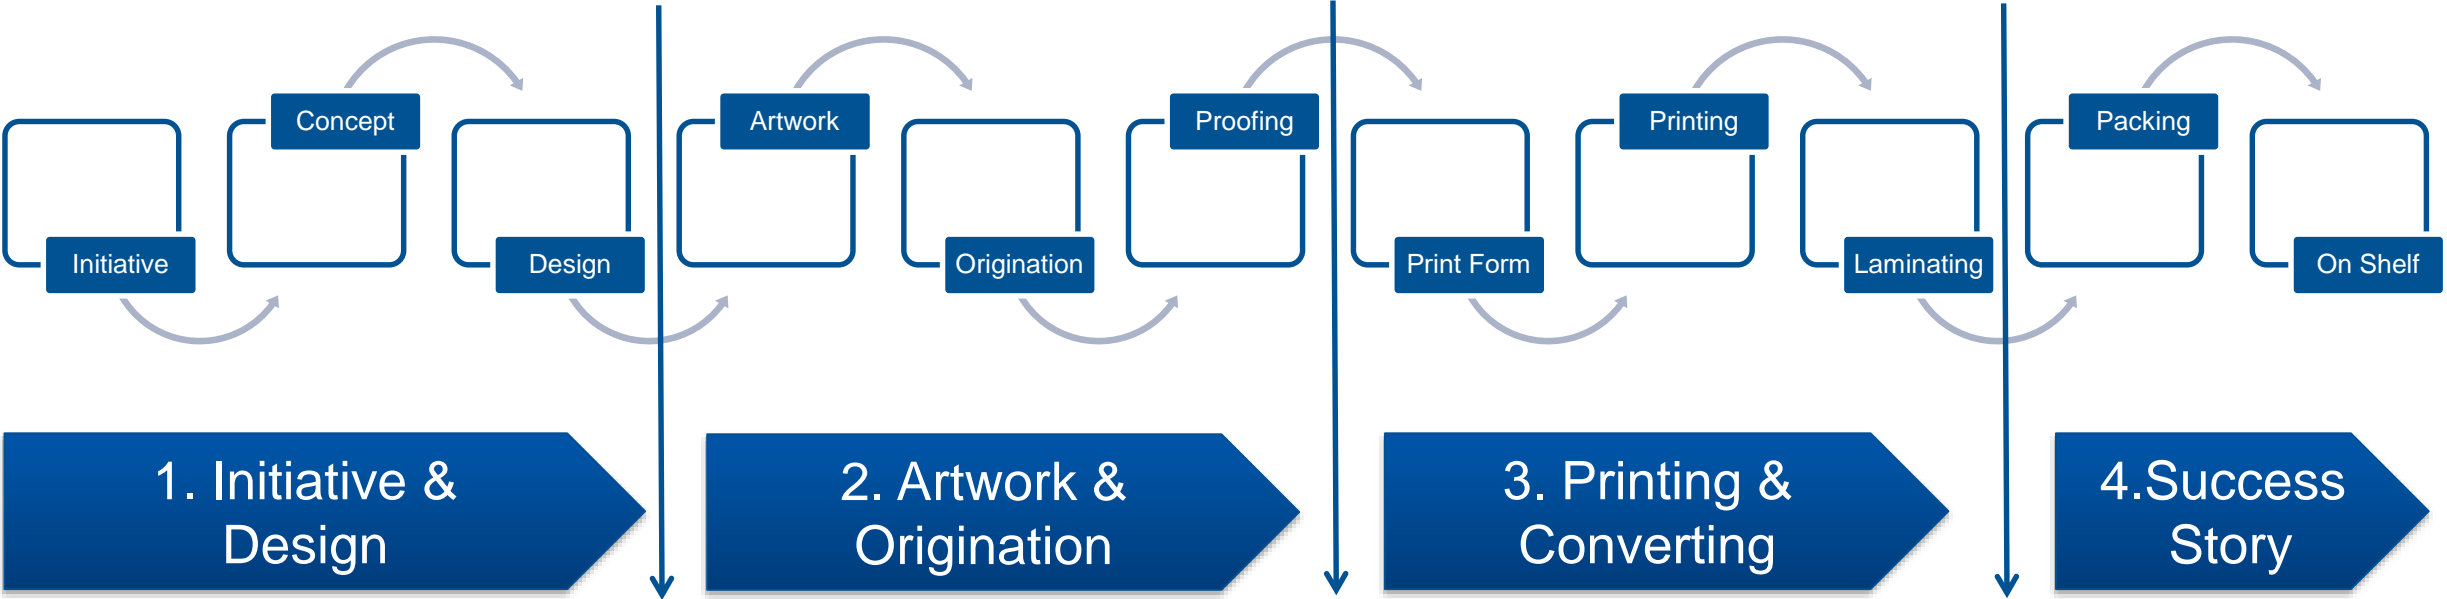 Initiative
Concept
Design
Artwork
Origination
Proofing
Print Form
Printing
Laminating
Packing
On Shelf
1. Initiative &
Design
2. Artwork &
Origination
3. Printing &
Converting
4.Success
Story